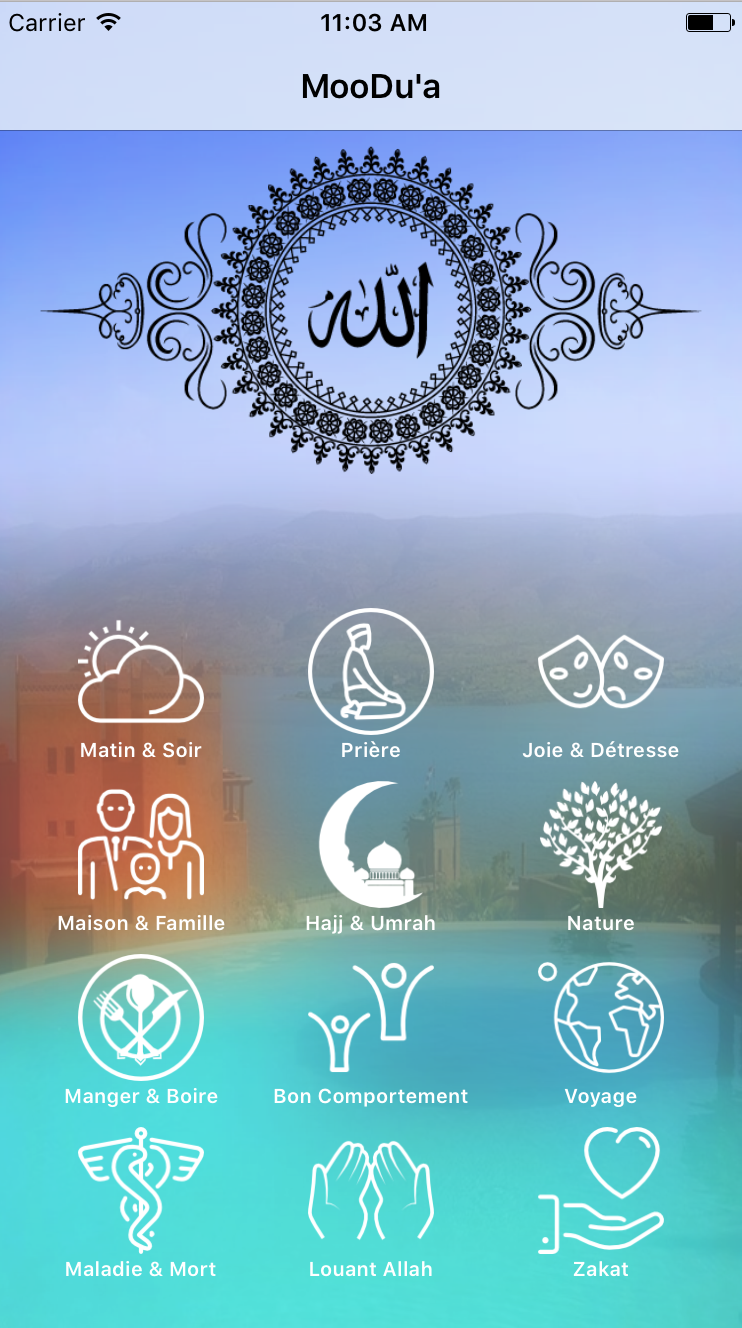 Carrier
11:03 AM
MooDu'a
الله
Matin & Soir
Prière
Joie & Détresse
Maison & Famille
Hajj & Umrah
Nature
Manger & Boire
Bon Comportement
Voyage
Maladie & Mort
Louant Allah
Zakat